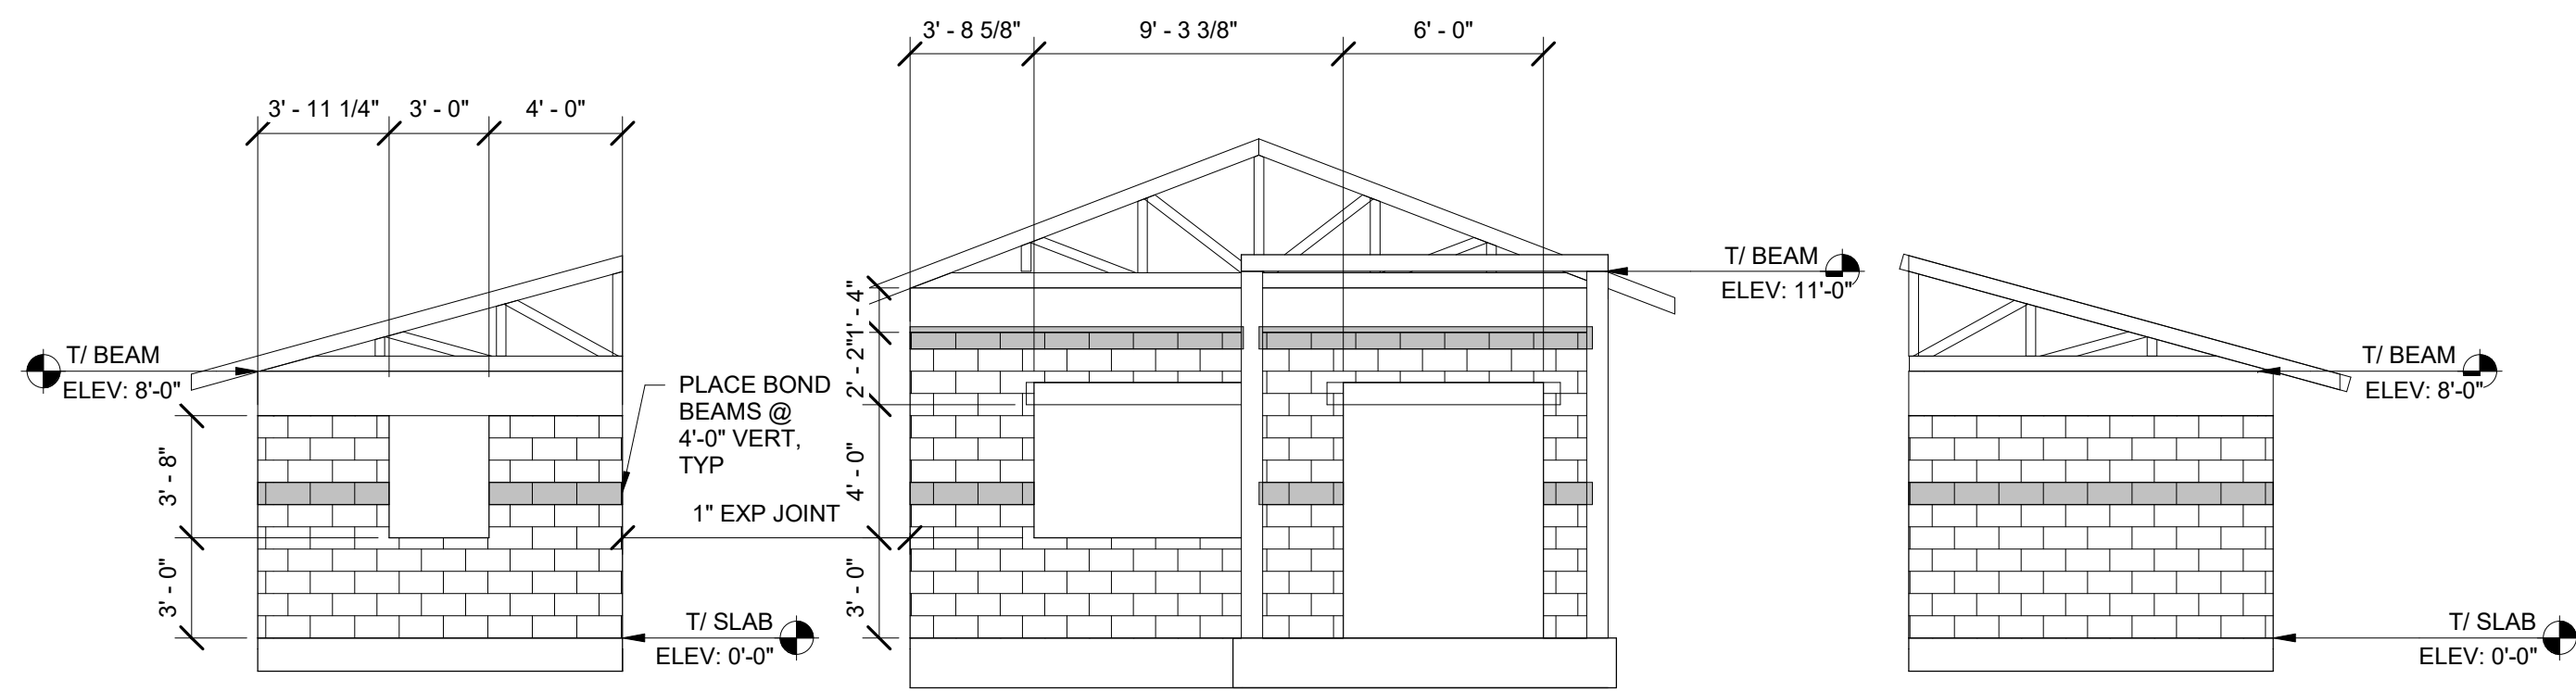 3' - 8 5/8"
9' - 3 3/8"
6' - 0"
3' - 11 1/4"
3' - 0"
4' - 0"
T/ BEAM
ELEV: 11'-0"
1' - 4"
2' - 2"
T/ BEAM
ELEV: 8'-0"
T/ BEAM
ELEV: 8'-0"
PLACE BOND
BEAMS @
4'-0" VERT,
TYP
3' - 8"
4' - 0"
1" EXP JOINT
3' - 0"
3' - 0"
T/ SLAB
ELEV: 0'-0"
T/ SLAB
ELEV: 0'-0"